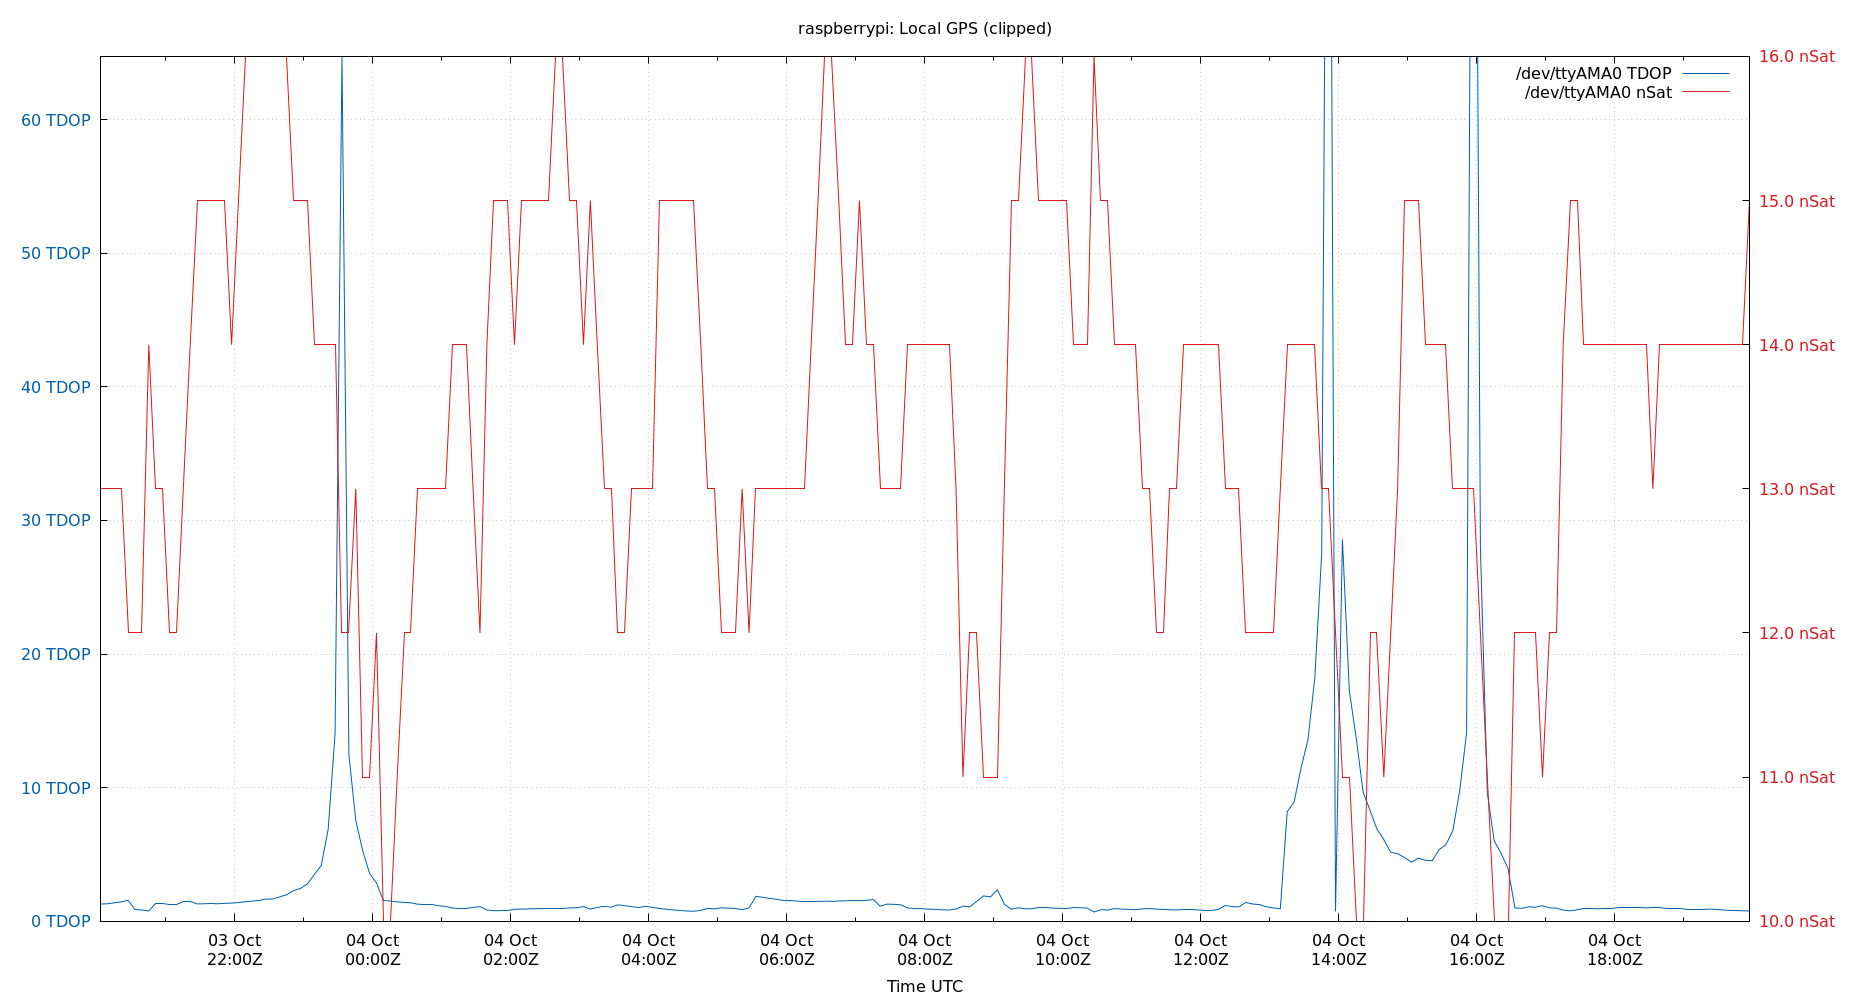 raspberrypi: Local GPS (clipped)
/dev/ttyAMA0 TDOP
/dev/ttyAMA0 nSat
60 TDOP
50 TDOP
40 TDOP
30 TDOP
20 TDOP
10 TDOP
0 TDOP
16.0 nSat
15.0 nSat
14.0 nSat
13.0 nSat
12.0 nSat
11.0 nSat
10.0 nSat
03 Oct
22:00Z
04 Oct
00:00Z
04 Oct
02:00Z
04 Oct
04:00Z
04 Oct
06:00Z
04 Oct
08:00Z
04 Oct
10:00Z
04 Oct
12:00Z
04 Oct
14:00Z
04 Oct
16:00Z
04 Oct
18:00Z
Time UTC